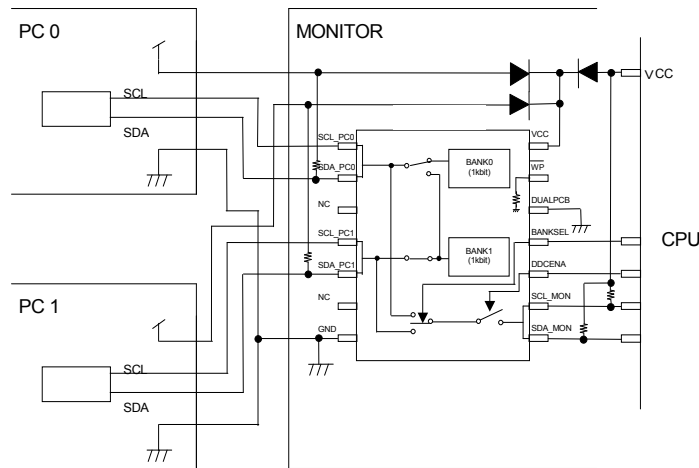 PC 0
MONITOR
VCC
SCL
SDA
SCL_PC0
VCC
BANK0
(1kbit)
SDA_PC0
WP
NC
DUALPCB
SCL_PC1
BANKSEL
CPU
BANK1
(1kbit)
SDA_PC1
DDCENA
PC 1
NC
SCL_MON
GND
SDA_MON
SCL
SDA